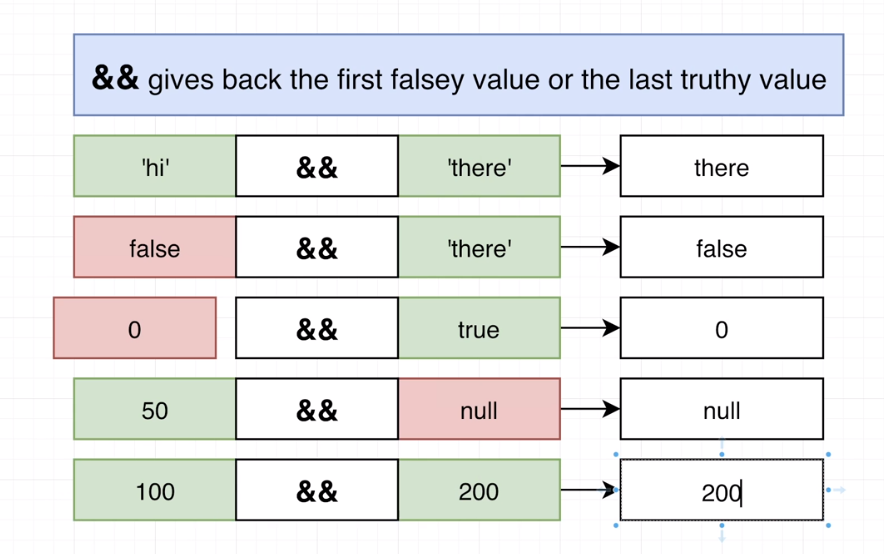 && gives back the first falsey value or the last truthy value
'hi' && 'there' there
false && 'there' false
0 && true 0
50 && null null
100 && 200 200